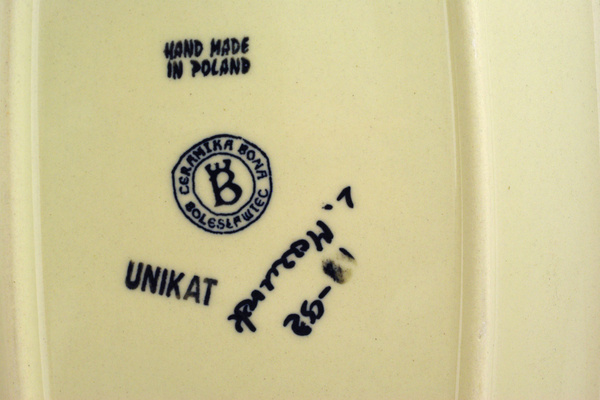 HAND MADE
IN POLAND
CERAMIKA BONA
B
BOLESŁAWIEC
UNIKAT